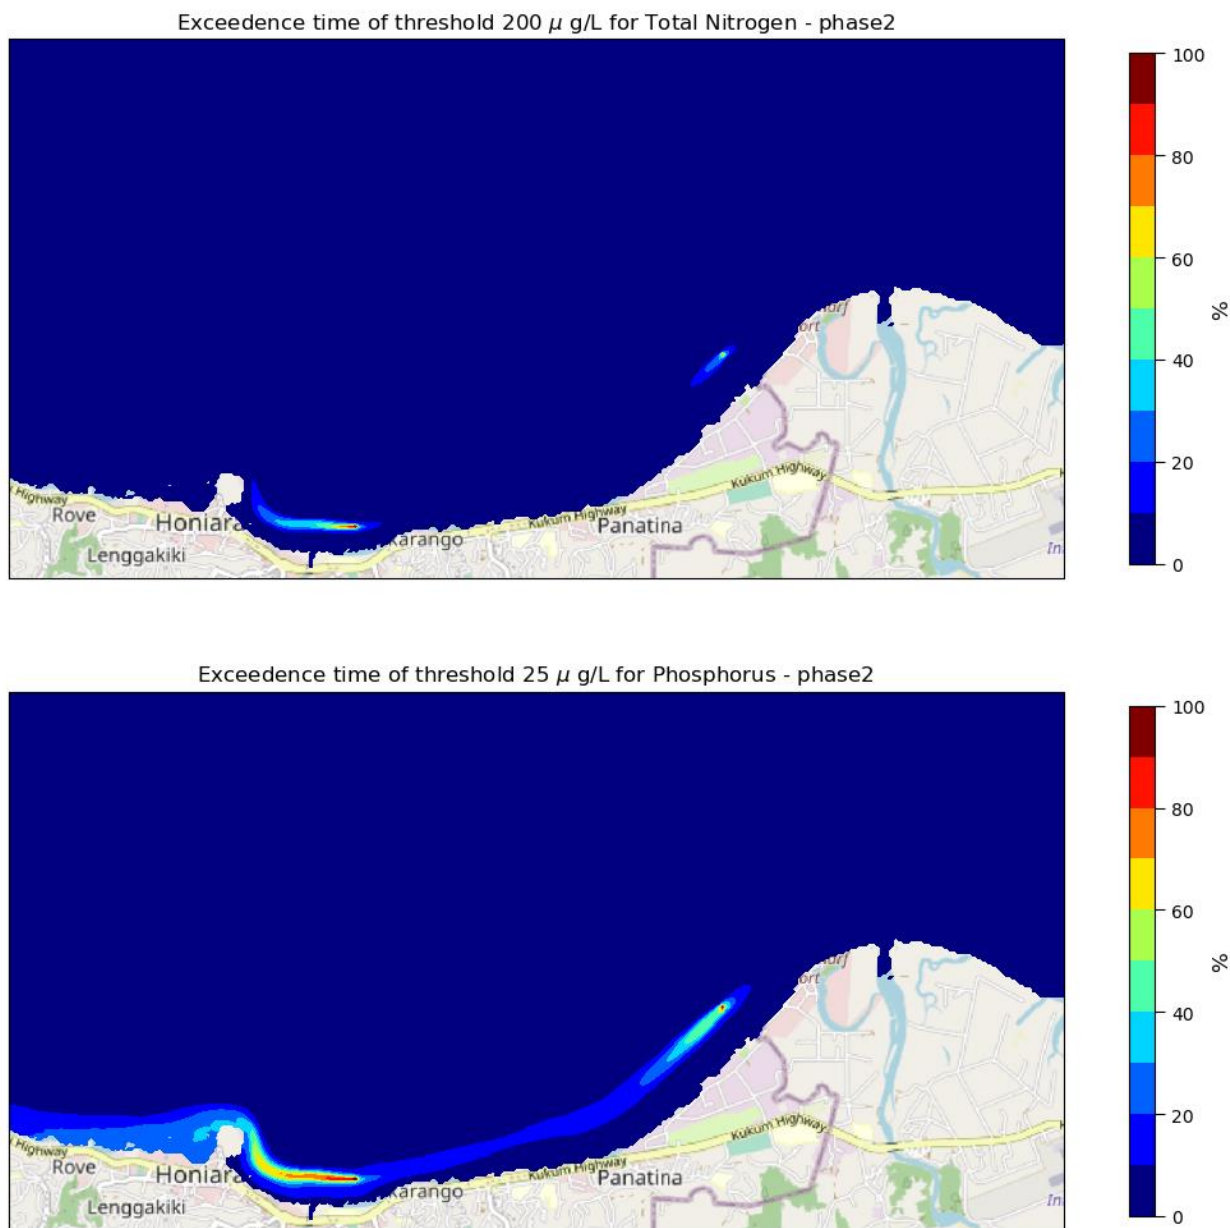 Exceedence time of threshold 200 μ g/L for Total Nitrogen - phase2
100
80
60
%
40
20
0
Kukum Highway
Highway
Rove
Honiara
Kukum Highway
Panatina
Karango
Lenggakiki
Exceedence time of threshold 25 μ g/L for Phosphorus - phase2
100
80
60
%
40
20
0
Kukum Highway
Highway
Rove
Honiara
Kukum Highway
Panatina
Karango
Lenggakiki